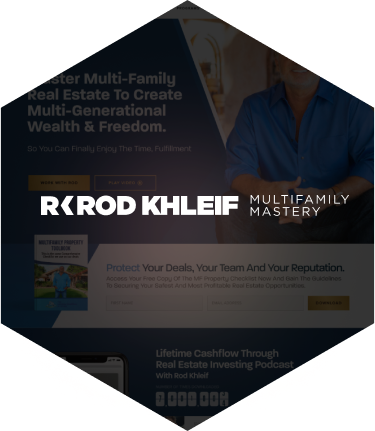 Master Multi-Family
Real Estate To Create
Multi-Generational
Wealth & Freedom.
So You Can Finally Enjoy The Time, Fulfillment
RK ROD KHLEIF
MULTIFAMILY
MASTERY
Protect Your Deals, Your Team And Your Reputation.
Lifetime Cashflow Through
Real Estate Investing Podcast
With Rod Khleif